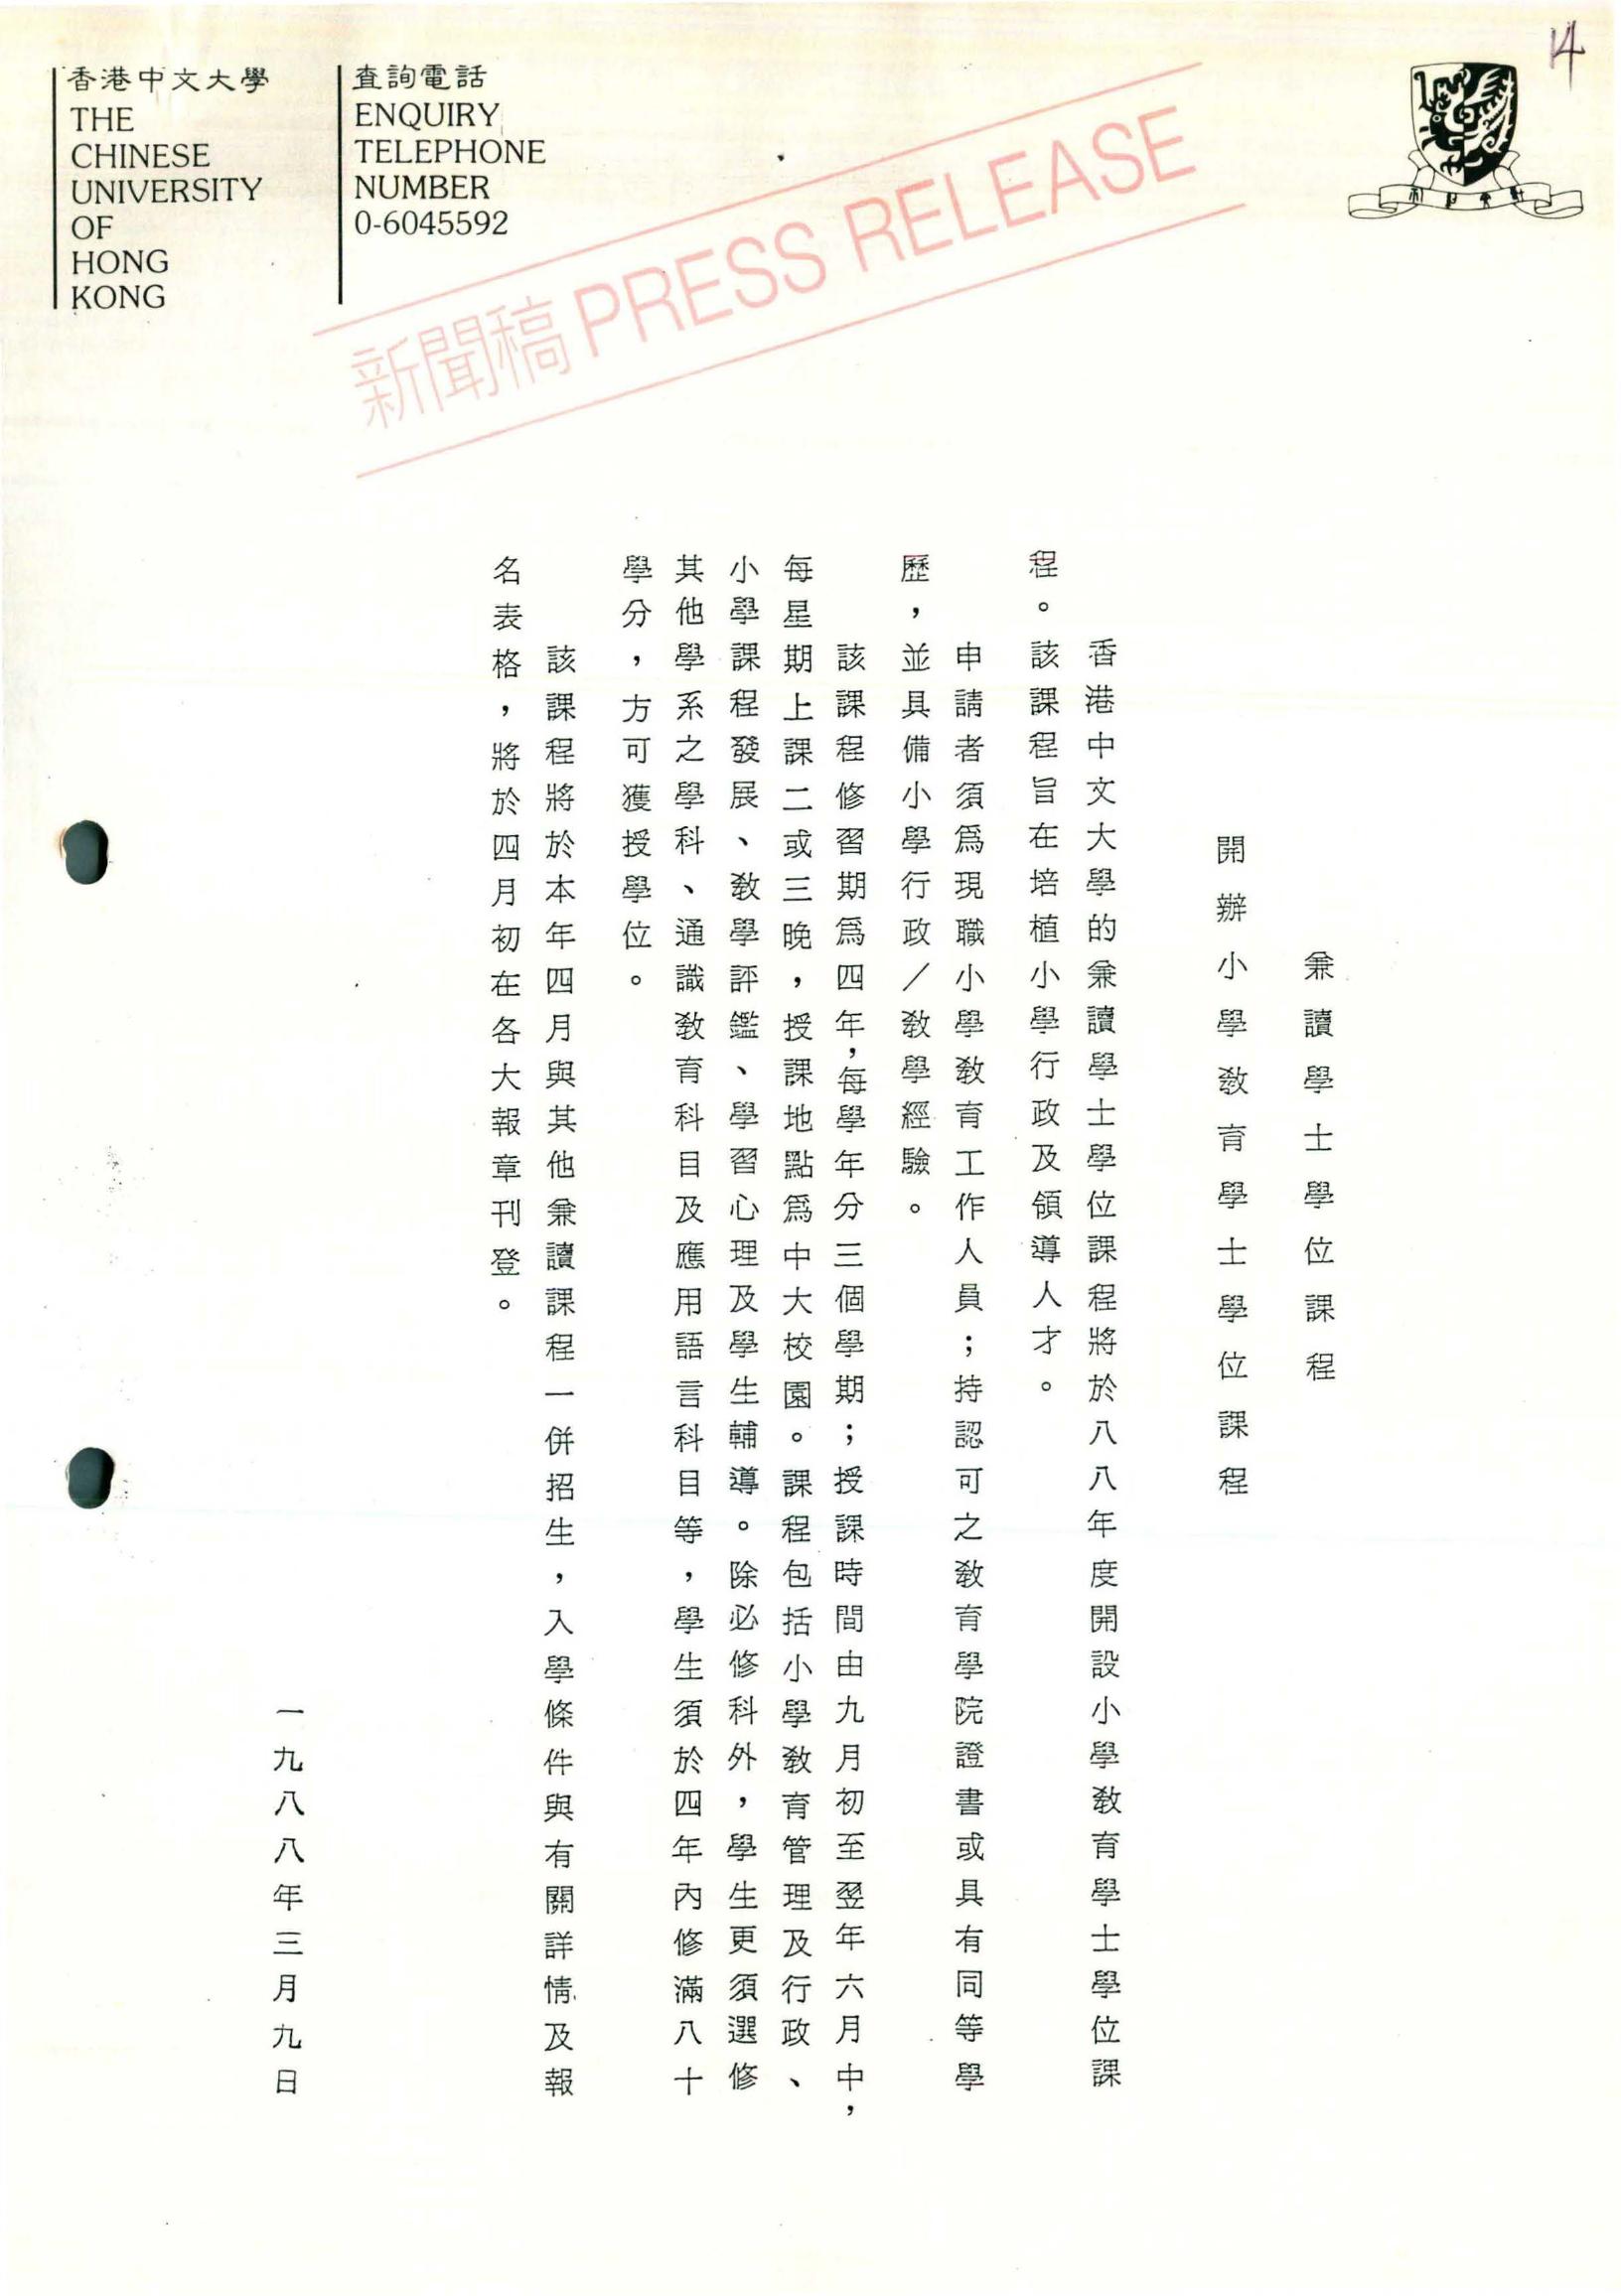 香港中文大學
THE
CHINESE
UNIVERSITY
OF
HONG
KONG
查詢電話
ENQUIRY
TELEPHONE
NUMBER
0-6045592
新聞稿 PRESS RELEASE
14
兼讀學士學位課程
開辦小學教育學士學位課程
香港中文大學的兼讀學士學位課程將於八八年度開設小學教育學士學位課
程。該課程旨在培植小學行政及領導人才。
申請者須為現職小學教育工作人員；持認可之教育學院證書或具有同等學
歷，並具備小學行政／教學經驗。
該課程修習期為四年，每學年分三個學期；授課時間由九月初至翌年六月中，
每星期上課二或三晚，授課地點為中大校園。課程包括小學教育管理及行政、
小學課程發展、教學評鑑、學習心理及學生輔導。除必修科外，學生更須選修
其他學系之學科、通識教育科目及應用語言科目等，學生須於四年內修滿八十
學分，方可獲授學位。
該課程將於本年四月與其他兼讀課程一併招生，入學條件與有關詳情及報
名表格，將於四月初在各大報章刊登。
一九八八年三月九日